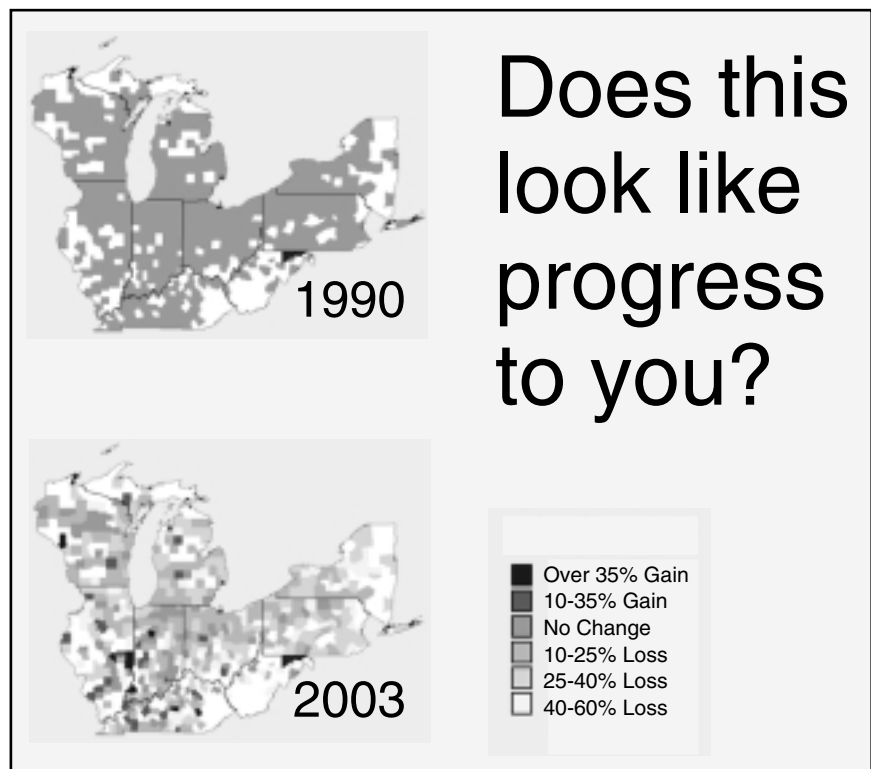 Does this
look like
progress
to you?
1990
2003
Over 35% Gain
10-35% Gain
No Change
10-25% Loss
25-40% Loss
40-60% Loss